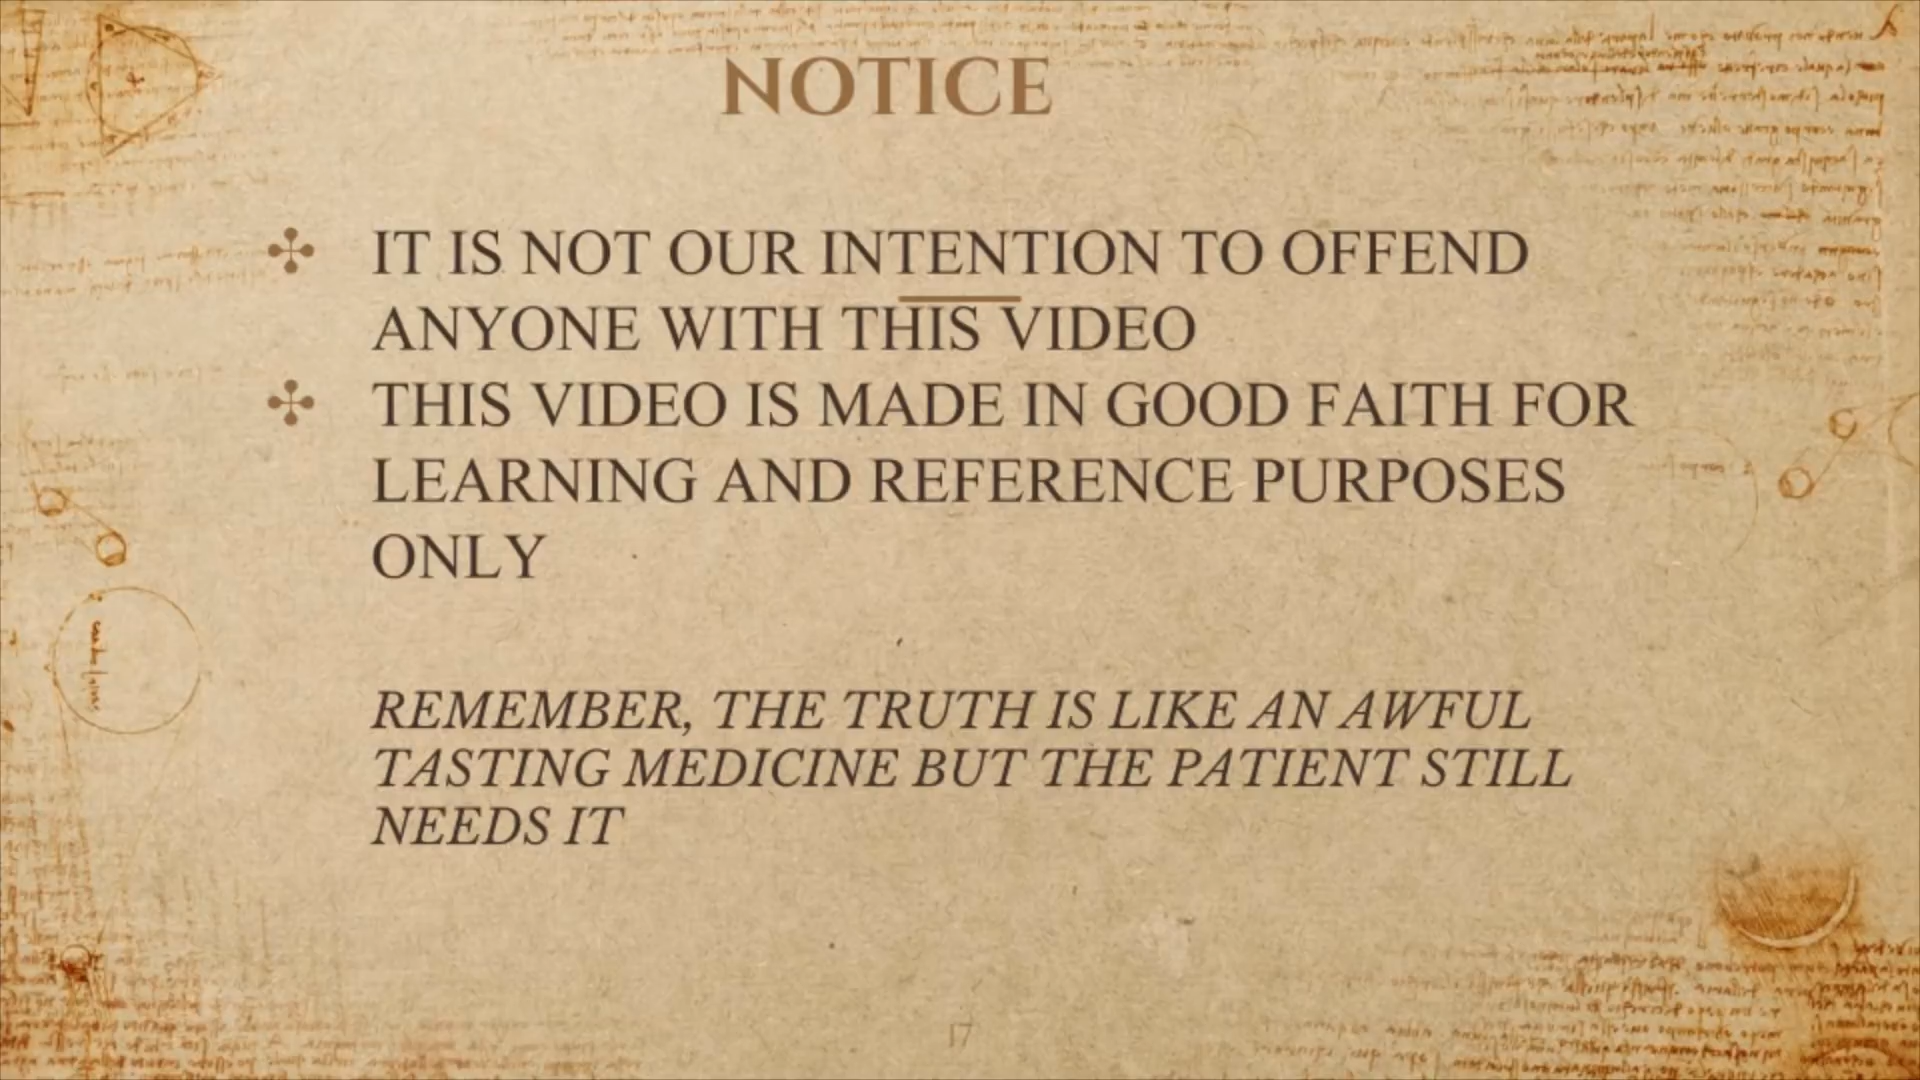 NOTICE
✣ IT IS NOT OUR INTENTION TO OFFEND
ANYONE WITH THIS VIDEO
✣ THIS VIDEO IS MADE IN GOOD FAITH FOR
LEARNING AND REFERENCE PURPOSES
ONLY
REMEMBER, THE TRUTH IS LIKE AN AWFUL
TASTING MEDICINE BUT THE PATIENT STILL
NEEDS IT
17